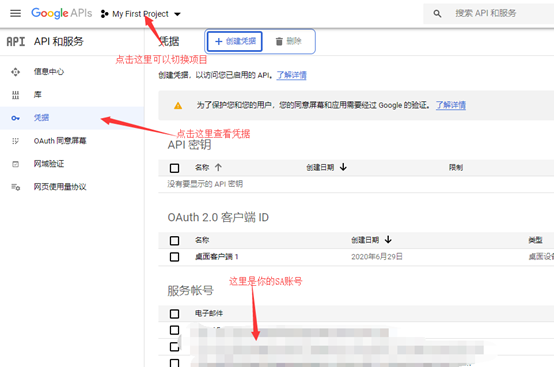 Google APIs My First Project 搜索 API 和服务
API API 和服务 凭据 + 创建凭据 删除
点击这里可以切换项目
信息中心 创建凭据，以访问您已启用的 API。了解详情
库
为了保护您和您的用户，您的同意屏幕和应用需要经过 Google 的验证。了解详情
凭据
点击这里查看凭据
OAuth 同意屏幕
API 密钥
网域验证
名称 创建日期 限制
网页使用量协议
没有要显示的 API 密钥
OAuth 2.0 客户端 ID
名称 创建日期 类型
桌面客户端 1 2020年6月29日 桌面设备
这里是你的SA账号
服务帐号
电子邮件